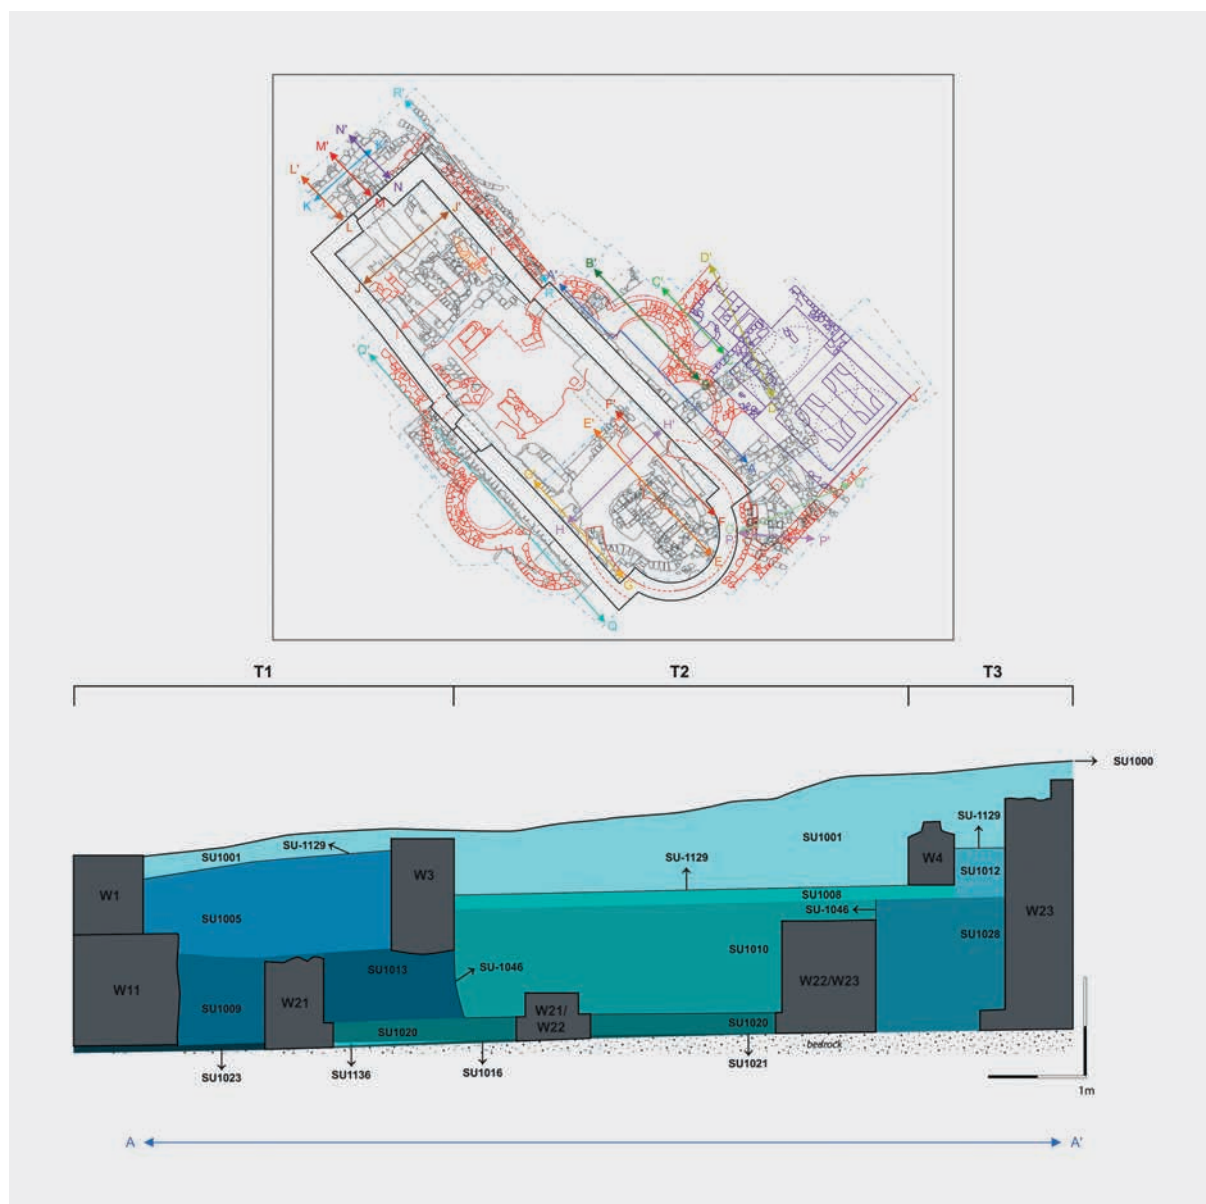 R'
N'
M'
L'
K
N
M
L
J'
I'
J
I
Q'
R
A'
B'
C'
D'
D
F'
E'
H'
H
F
E
G
P
P'
Q
T1 T2 T3
SU1000
SU1001 SU-1129 SU-1129 SU1001 SU-1129
W1 W3 W4 SU1012
SU1005 SU1008
SU-1046 W23
SU1010 SU1028
SU1013 SU-1046
W11 W21 W22/W23
SU1009 W21/
W22
SU1020 SU1020
bedrock
SU1023 SU1136 SU1016 SU1021
1m
A A'